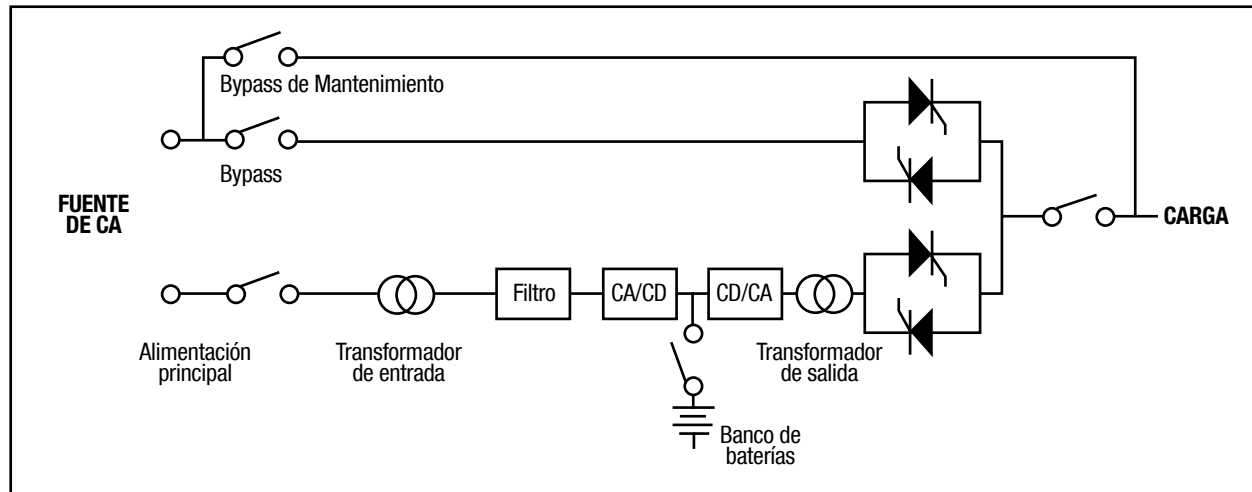 Bypass de Mantenimiento
Bypass
FUENTE
DE CA
CARGA
Filtro
CA/CD
CD/CA
Alimentación
principal
Transformador
de entrada
Transformador
de salida
Banco de
baterías